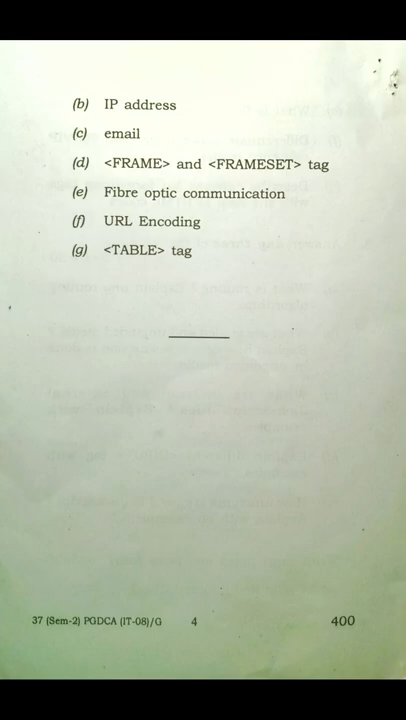 (b) IP address
(c) email
(d) <FRAME> and <FRAMESET> tag
(e) Fibre optic communication
(f) URL Encoding
(g) <TABLE> tag
37 (Sem-2) PGDCA (IT-08)/G 4 400